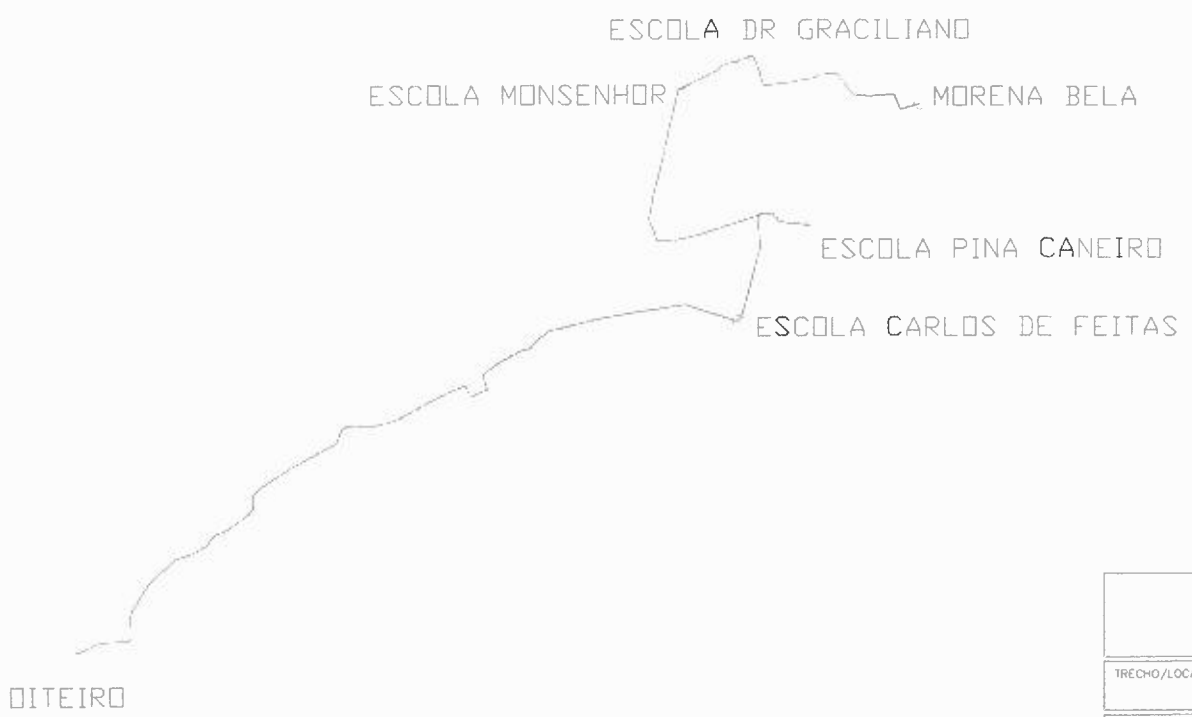 ESCOLA DR GRACILIANO
ESCOLA MONSENHOR
MORENA BELA
ESCOLA PINA CANEIRO
ESCOLA CARLOS DE FEITAS
OITEIRO